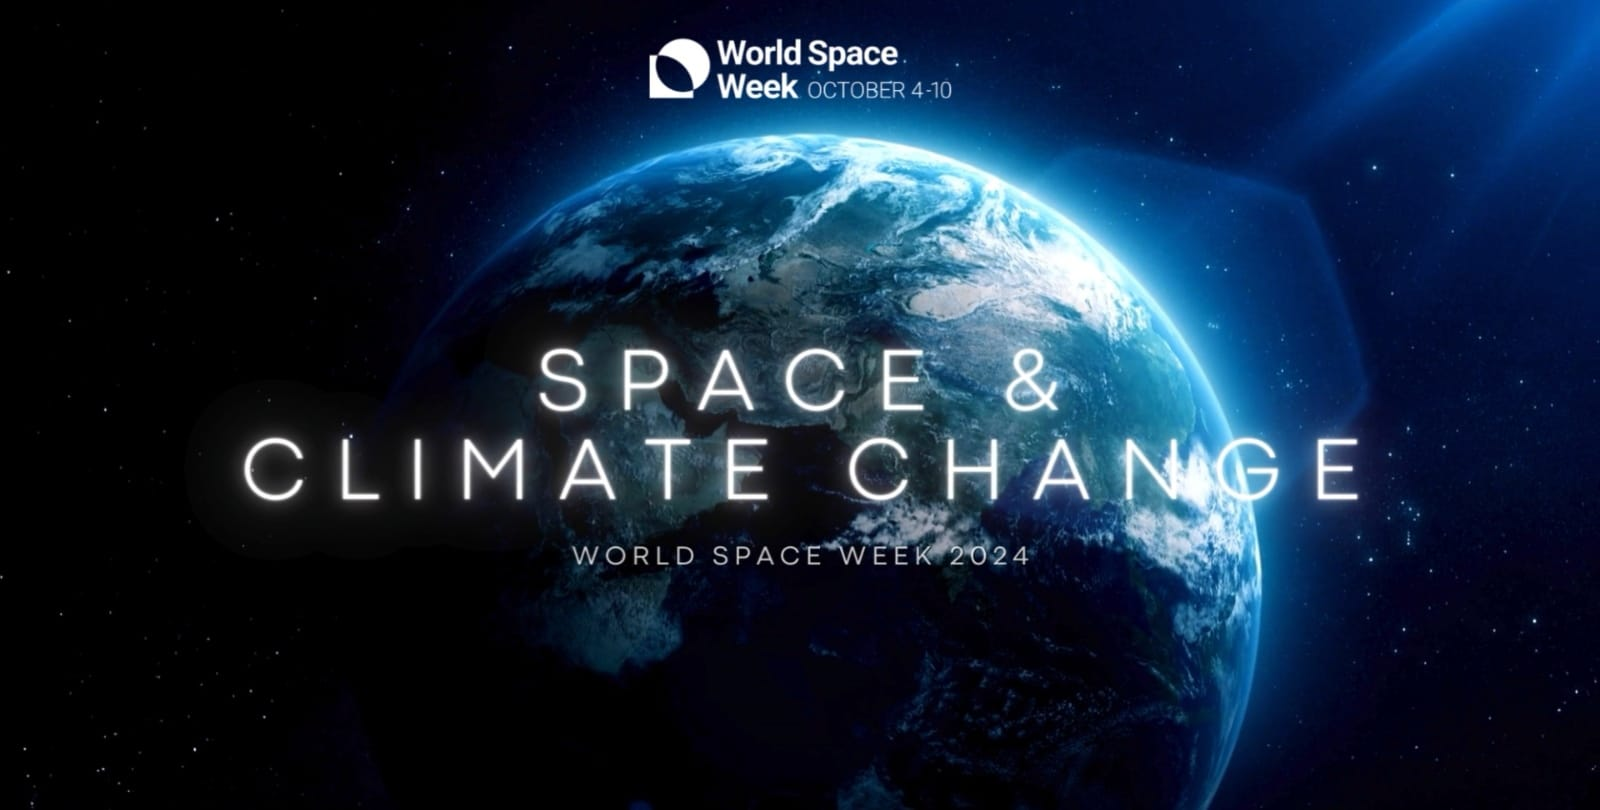 World Space
Week OCTOBER 4-10
SPACE &
CLIMATE CHANGE
WORLD SPACE WEEK 2024